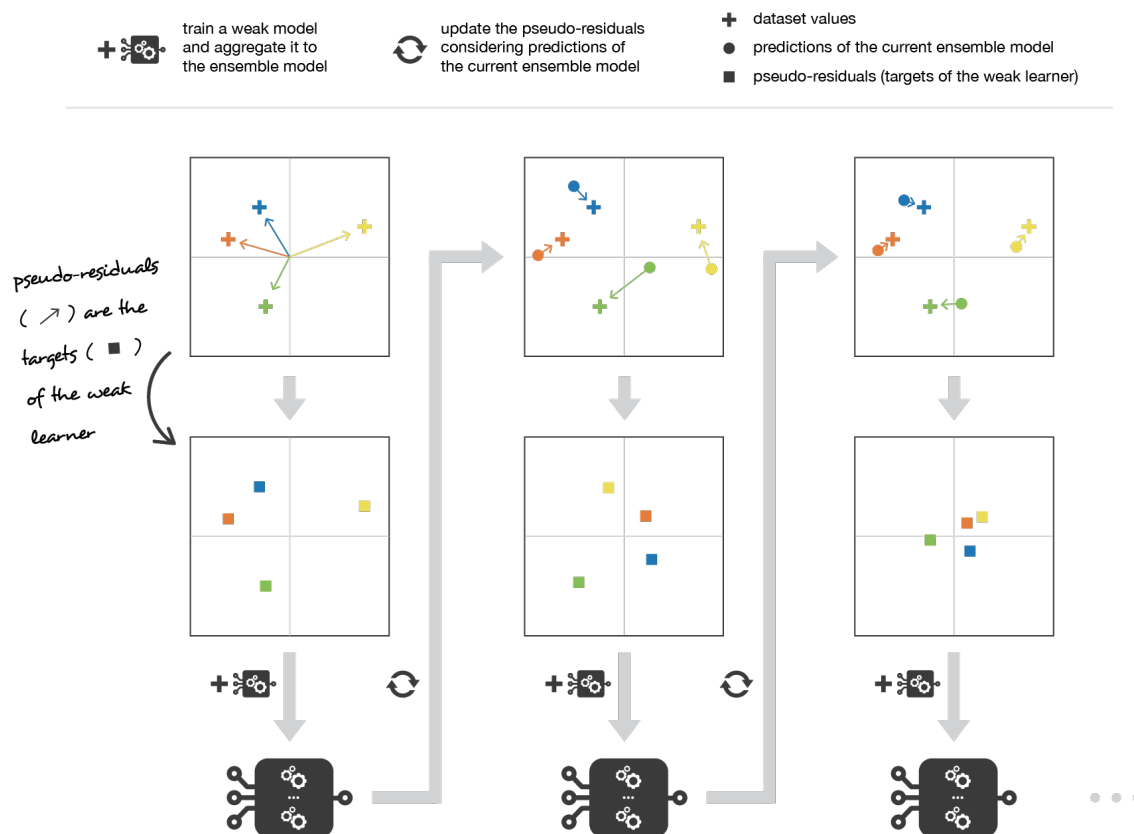 train a weak model
and aggregate it to
the ensemble model
update the pseudo-residuals
considering predictions of
the current ensemble model
dataset values
predictions of the current ensemble model
pseudo-residuals (targets of the weak learner)
pseudo-residuals
( ↗ ) are the
targets ( ■ )
of the weak
learner
...
...
...